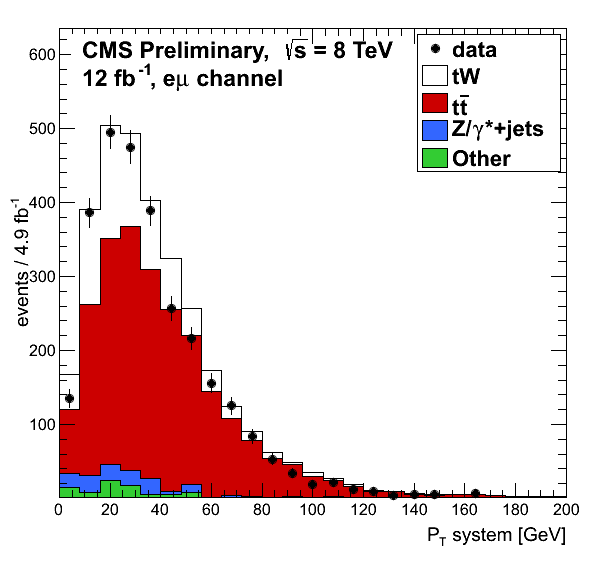 CMS Preliminary, √s = 8 TeV
12 fb⁻¹, eμ channel
data
tW
tt̄
Z/γ*+jets
Other
events / 4.9 fb⁻¹
600
500
400
300
200
100
0 20 40 60 80 100 120 140 160 180 200
P_T system [GeV]